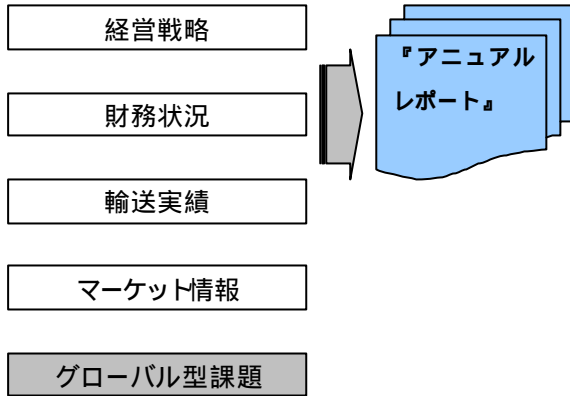 経営戦略
財務状況
輸送実績
マーケット情報
グローバル型課題
『アニュアル
レポート』